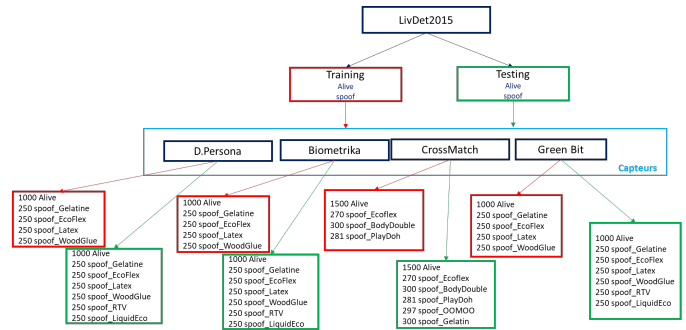 LivDet2015
Training
Alive
spoof
Testing
Alive
spoof
D.Persona
Biometrika
CrossMatch
Green Bit
Capteurs
1000 Alive
250 spoof_Gelatine
250 spoof_EcoFlex
250 spoof_Latex
250 spoof_WoodGlue
1000 Alive
250 spoof_Gelatine
250 spoof_EcoFlex
250 spoof_Latex
250 spoof_WoodGlue
250 spoof_RTV
250 spoof_LiquidEco
1000 Alive
250 spoof_Gelatine
250 spoof_EcoFlex
250 spoof_Latex
250 spoof_WoodGlue
1000 Alive
250 spoof_Gelatine
250 spoof_EcoFlex
250 spoof_Latex
250 spoof_WoodGlue
250 spoof_RTV
250 spoof_LiquidEco
1500 Alive
270 spoof_Ecoflex
300 spoof_BodyDouble
281 spoof_PlayDoh
1500 Alive
270 spoof_Ecoflex
300 spoof_BodyDouble
281 spoof_PlayDoh
297 spoof_OOMOO
300 spoof_Gelatin
1000 Alive
250 spoof_Gelatine
250 spoof_EcoFlex
250 spoof_Latex
250 spoof_WoodGlue
1000 Alive
250 spoof_Gelatine
250 spoof_EcoFlex
250 spoof_Latex
250 spoof_WoodGlue
250 spoof_RTV
250 spoof_LiquidEco